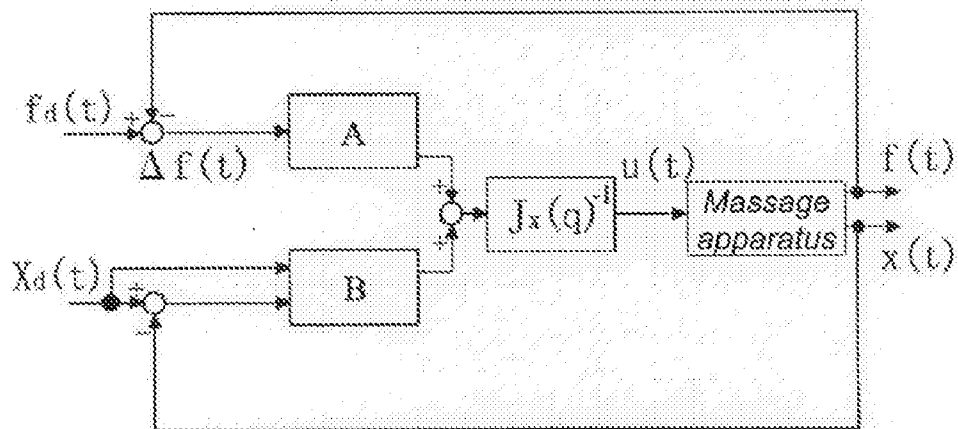 fd(t)
+
−
Δf(t)
A
+
+
Jx(q)⁻¹
u(t)
Massage
apparatus
f(t)
x(t)
Xd(t)
+
−
B